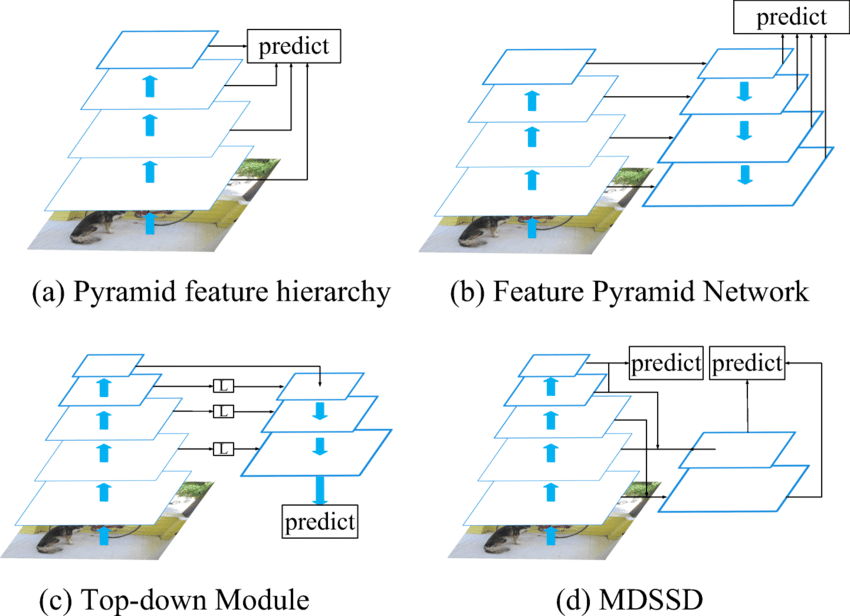 predict
predict
(a) Pyramid feature hierarchy
(b) Feature Pyramid Network
L
L
L
predict
predict
predict
(c) Top-down Module
(d) MDSSD